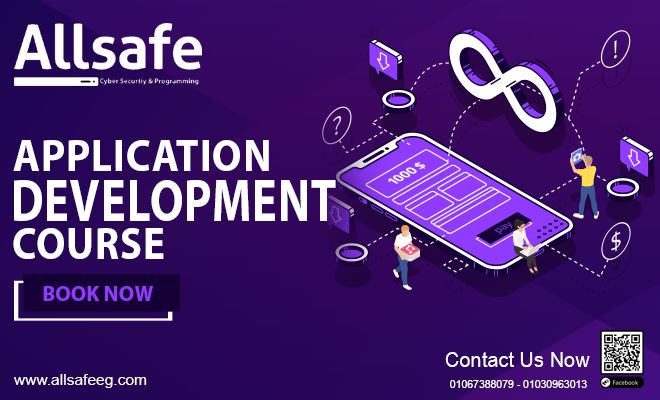 Allsafe
Cyber Securtiy & Programming
APPLICATION
DEVELOPMENT
COURSE
BOOK NOW
1000 $
pay
?
!
$
www.allsafeeg.com
Contact Us Now
01067388079 - 01030963013
Facebook